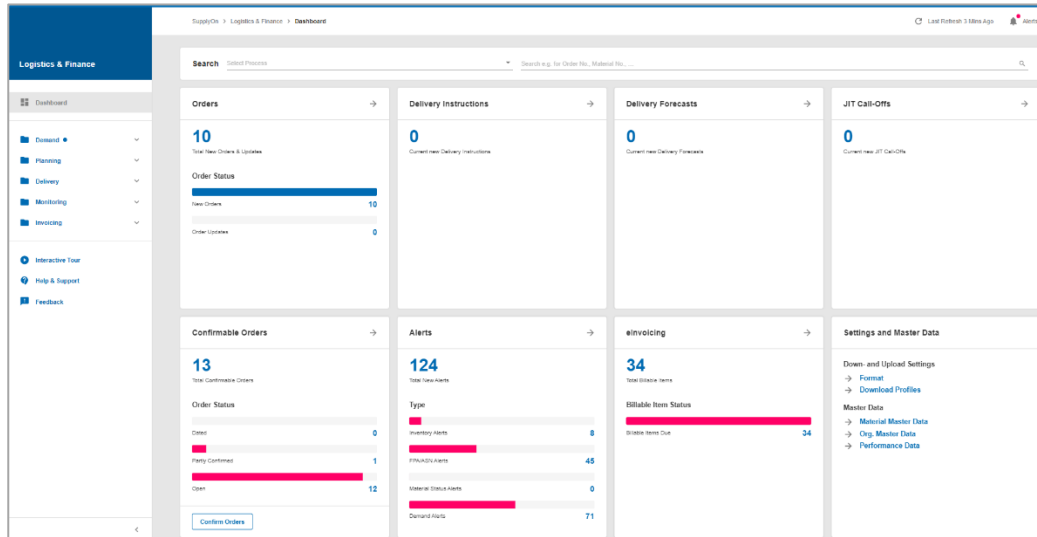 SupplyOn > Logistics & Finance > Dashboard
Last Refresh 3 Mins Ago
Alerts
Logistics & Finance
Dashboard
Demand
Planning
Delivery
Monitoring
Invoicing
Interactive Tour
Help & Support
Feedback
Search
Select Process
Search e.g. for Order No., Material No.,....
Orders
10
Total New Orders & Updates
Order Status
New Orders 10
Order Updates 0
Delivery Instructions
0
Current new Delivery Instructions
Delivery Forecasts
0
Current new Delivery Forecasts
JIT Call-Offs
0
Current new JIT Call-Offs
Confirmable Orders
13
Total Confirmable Orders
Order Status
Dated 0
Party Confirmed 1
Open 12
Confirm Orders
Alerts
124
Total New Alerts
Type
Inventory Alerts 8
FPA/ASN Alerts 45
Material Status Alerts 0
Demand Alerts 71
eInvoicing
34
Total Billable Items
Billable Item Status
Billable Items Due 34
Settings and Master Data
Down- and Upload Settings
Format
Download Profiles
Master Data
Material Master Data
Org. Master Data
Performance Data